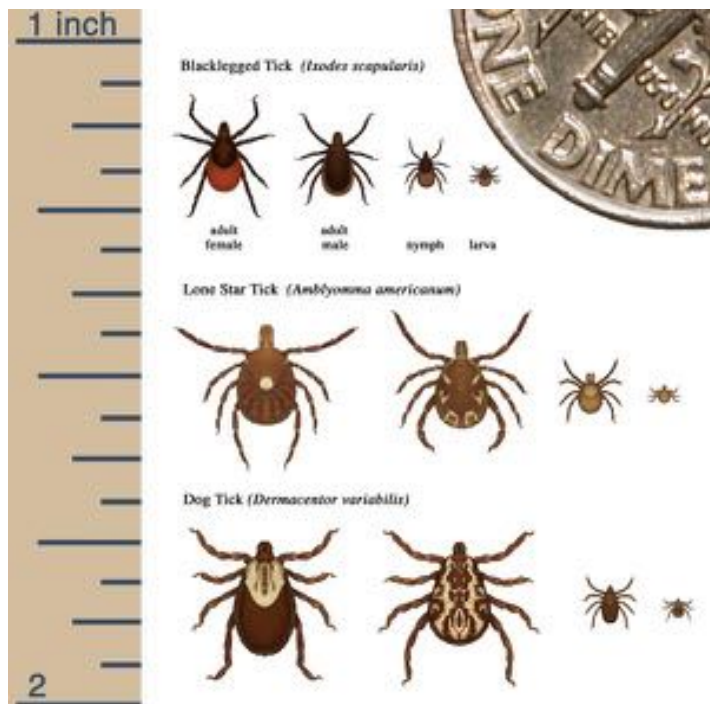 1 inch
Blacklegged Tick (Ixodes scapularis)
ONE DIME
adult female
adult male
nymph
larva
Lone Star Tick (Amblyomma americanum)
Dog Tick (Dermacentor variabilis)
2